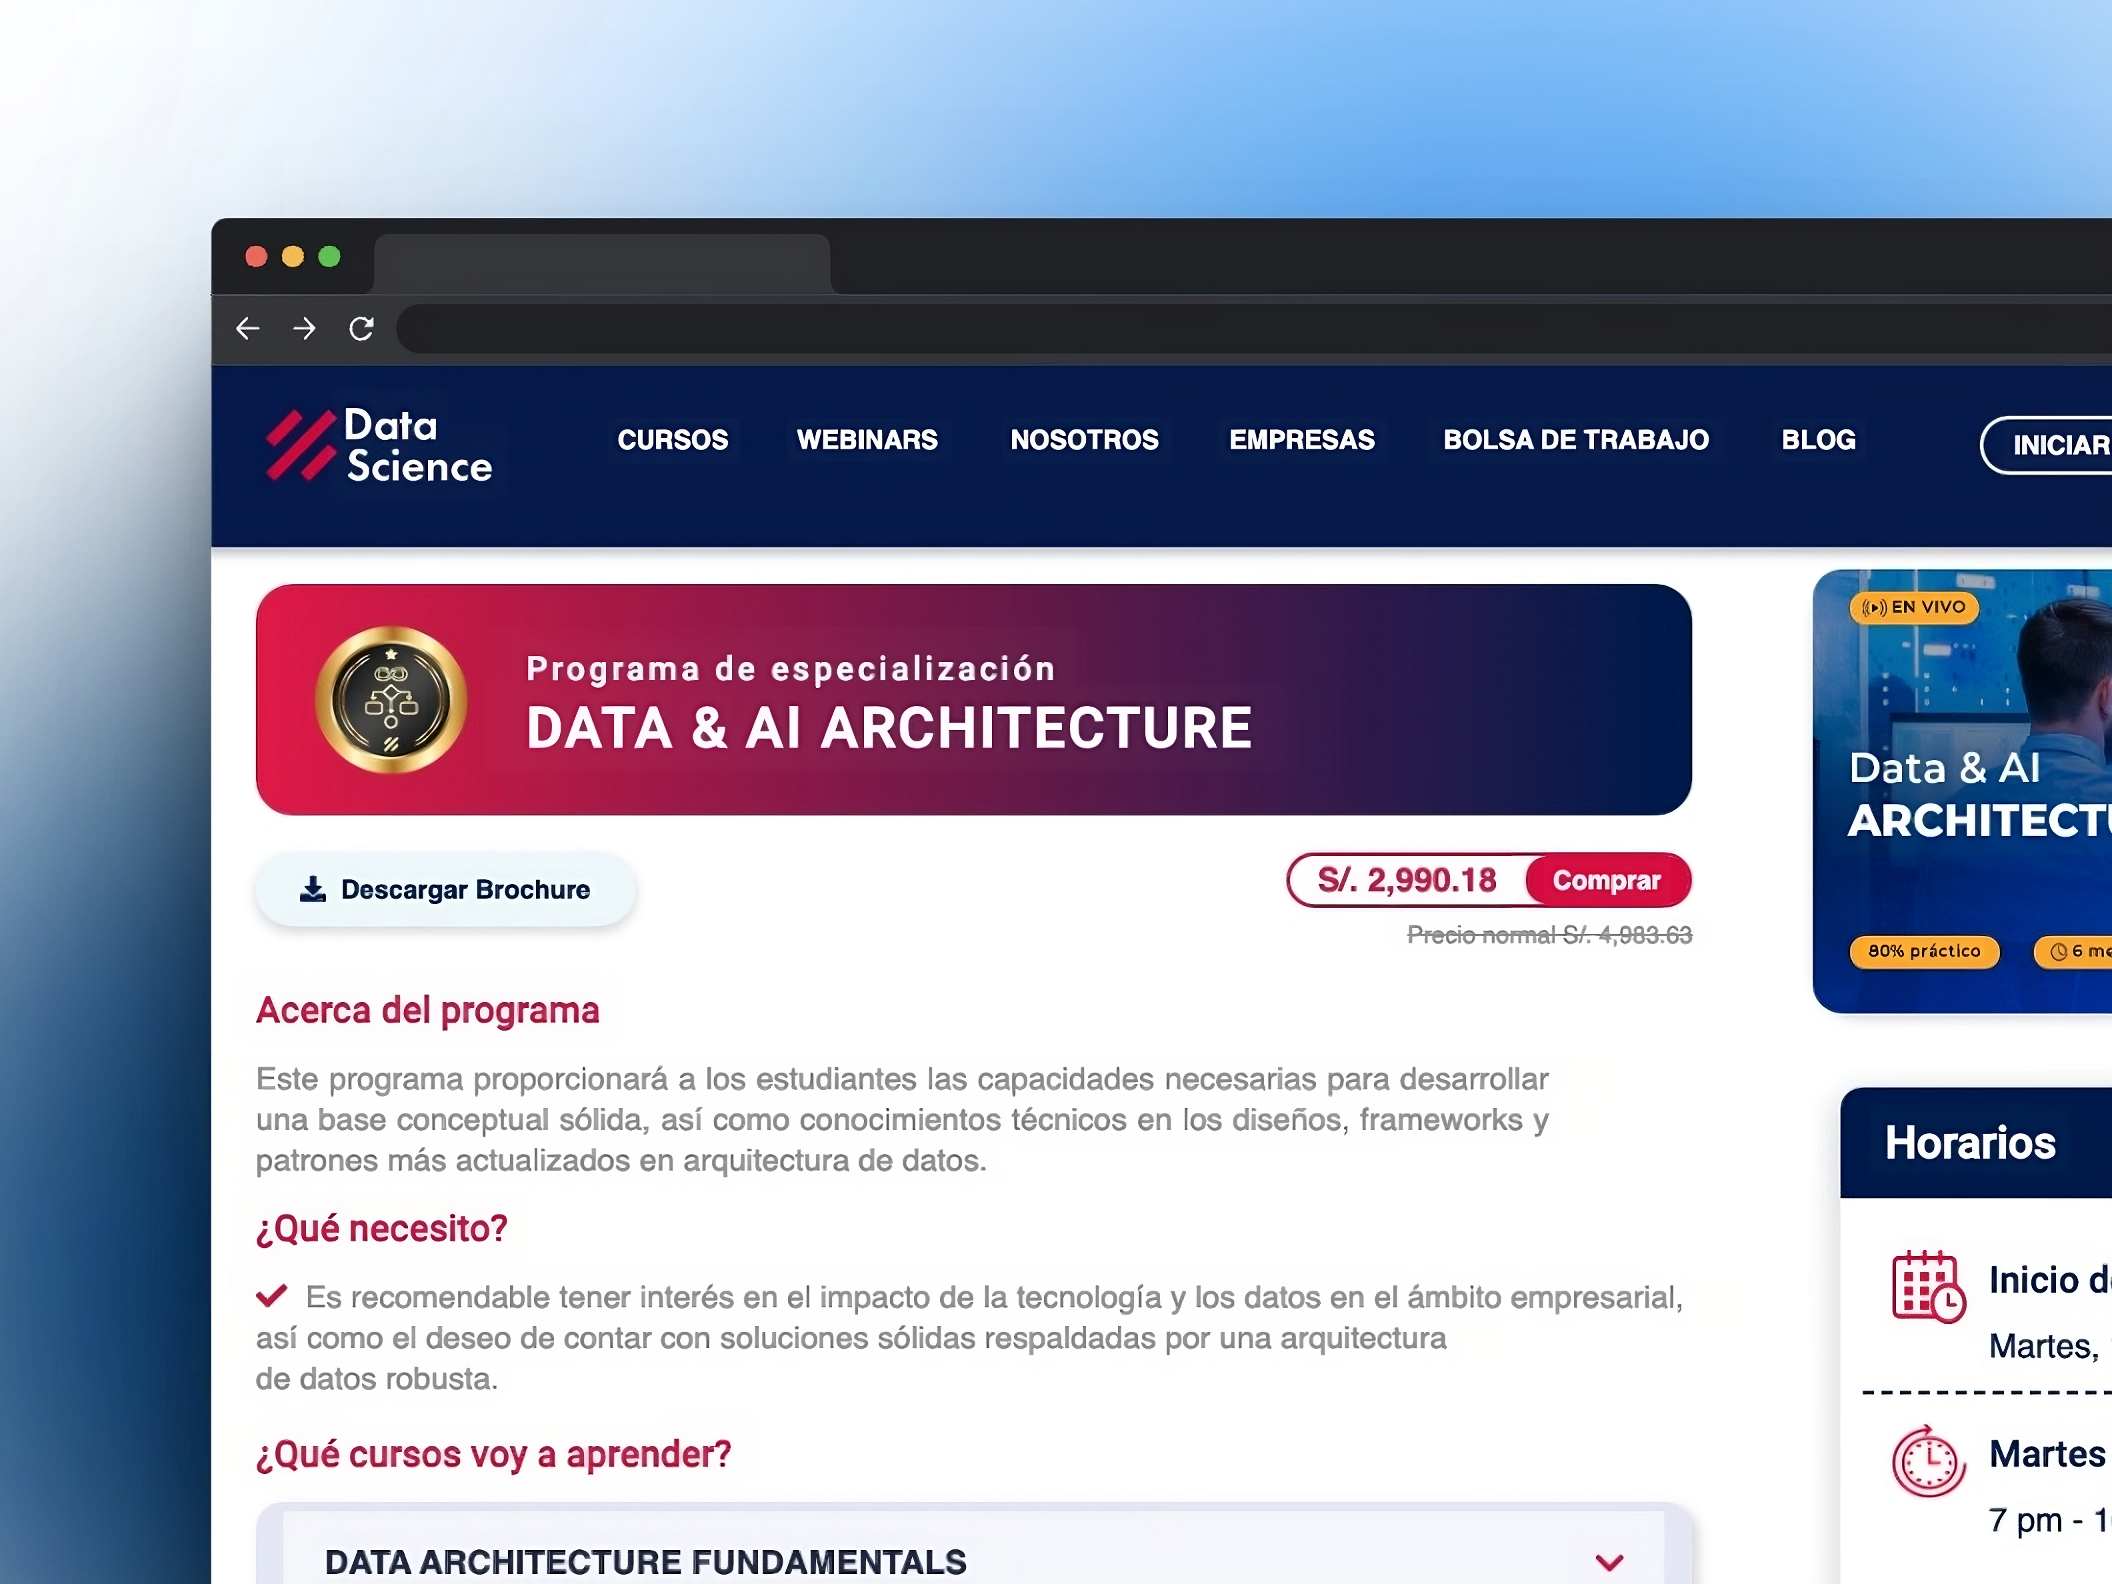 Data
Science
CURSOS
WEBINARS
NOSOTROS
EMPRESAS
BOLSA DE TRABAJO
BLOG
INICIAR
Programa de especialización
DATA & AI ARCHITECTURE
Descargar Brochure
S/. 2,990.18
Comprar
Precio normal S/. 4,983.63
Acerca del programa
Este programa proporcionará a los estudiantes las capacidades necesarias para desarrollar
una base conceptual sólida, así como conocimientos técnicos en los diseños, frameworks y
patrones más actualizados en arquitectura de datos.
¿Qué necesito?
Es recomendable tener interés en el impacto de la tecnología y los datos en el ámbito empresarial,
así como el deseo de contar con soluciones sólidas respaldadas por una arquitectura
de datos robusta.
¿Qué cursos voy a aprender?
DATA ARCHITECTURE FUNDAMENTALS
EN VIVO
Data & AI
80% práctico
6
Horarios
Inicio
Martes,
Martes
7 pm -